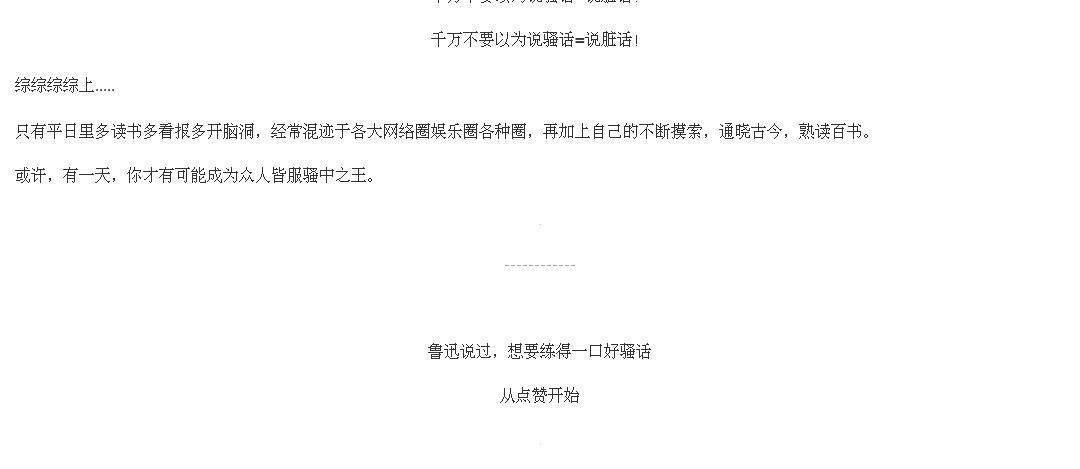 千万不要以为说骚话=说脏话!
综综综综上.....
只有平日里多读书多看报多开脑洞，经常混迹于各大网络圈娱乐圈各种圈，再加上自己的不断摸索，通晓古今，熟读百书。
或许，有一天，你才有可能成为众人皆服骚中之王。
------------
鲁迅说过，想要练得一口好骚话
从点赞开始